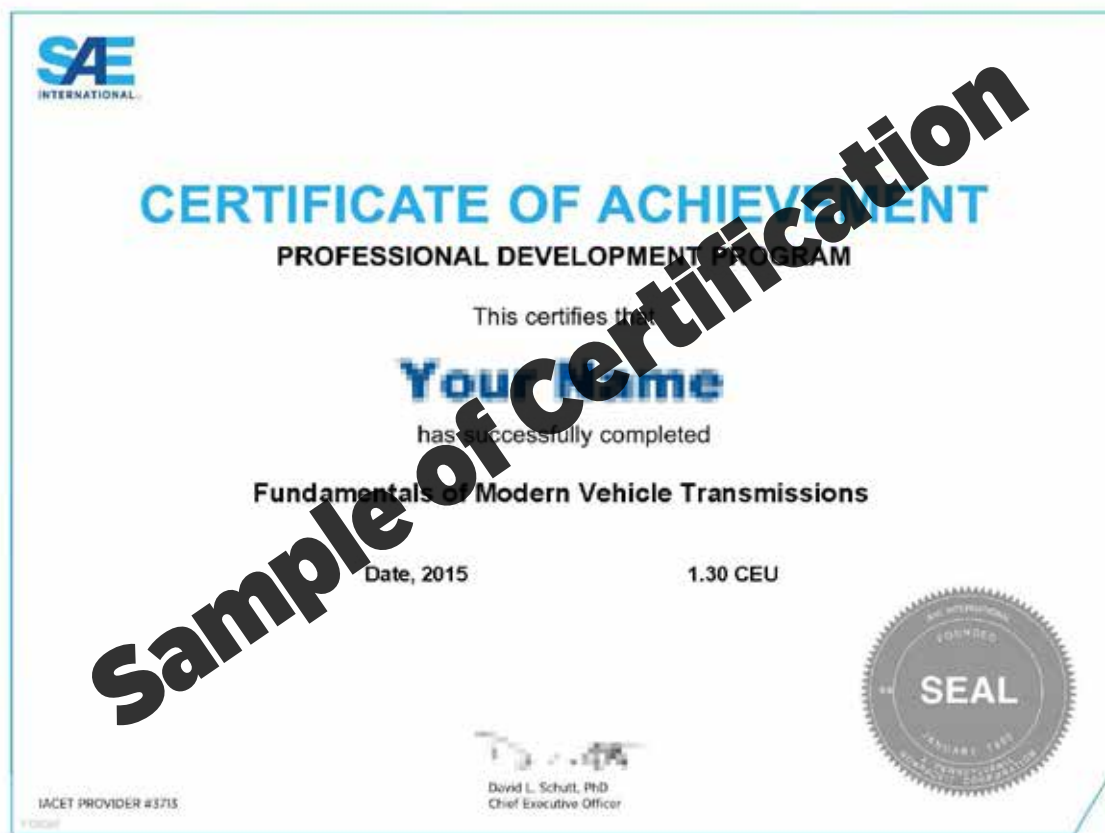 SAE
INTERNATIONAL
CERTIFICATE OF ACHIEVEMENT
PROFESSIONAL DEVELOPMENT PROGRAM
This certifies that
Your Name
has successfully completed
Fundamentals of Modern Vehicle Transmissions
Date, 2015 1.30 CEU
Sample of Certification
FOUNDED
SEAL
David L. Schutt, PhD
Chief Executive Officer
IACET PROVIDER #3713